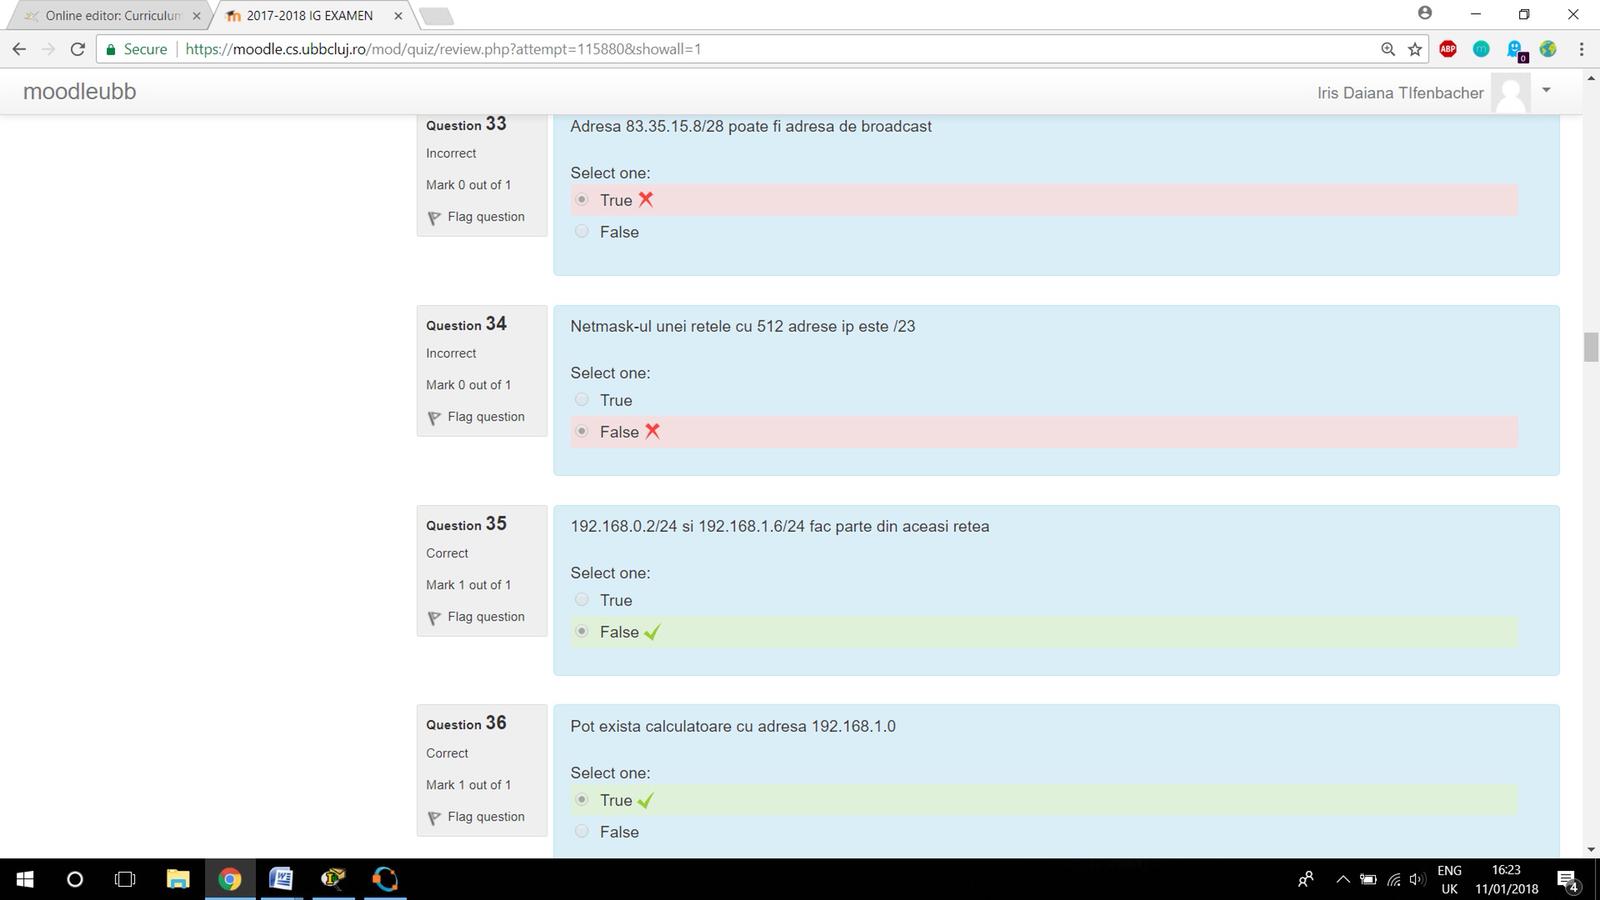 Online editor: Curriculum
2017-2018 IG EXAMEN
Secure
https://moodle.cs.ubbcluj.ro/mod/quiz/review.php?attempt=115880&showall=1
ABP
m
0
moodleubb
Iris Daiana TIfenbacher
Question 33
Incorrect
Mark 0 out of 1
Flag question
Adresa 83.35.15.8/28 poate fi adresa de broadcast
Select one:
True
False
Question 34
Incorrect
Mark 0 out of 1
Flag question
Netmask-ul unei retele cu 512 adrese ip este /23
Select one:
True
False
Question 35
Correct
Mark 1 out of 1
Flag question
192.168.0.2/24 si 192.168.1.6/24 fac parte din aceasi retea
Select one:
True
False
Question 36
Correct
Mark 1 out of 1
Flag question
Pot exista calculatoare cu adresa 192.168.1.0
Select one:
True
False
ENG
UK
16:23
11/01/2018
4